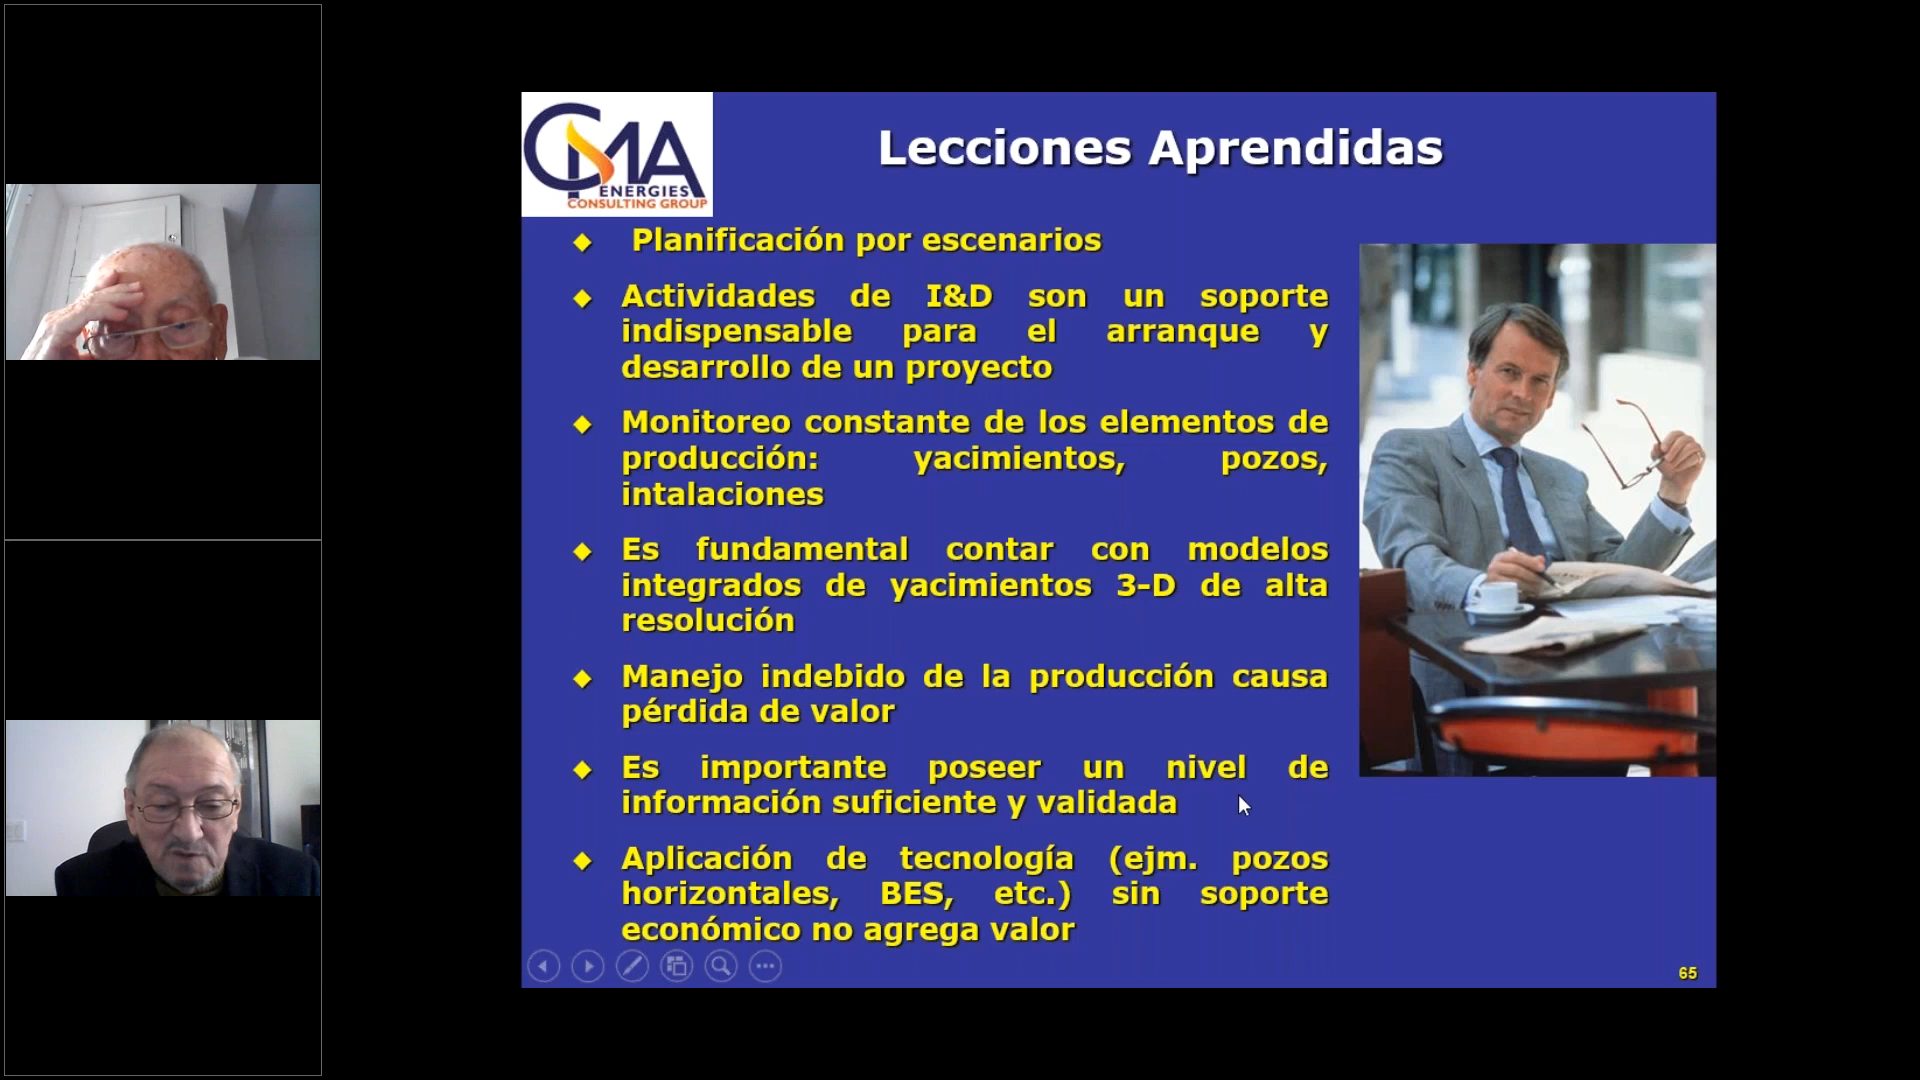 CMA
ENERGIES
CONSULTING GROUP
Lecciones Aprendidas
Planificación por escenarios
Actividades de I&D son un soporte
indispensable para el arranque y
desarrollo de un proyecto
Monitoreo constante de los elementos de
producción: yacimientos, pozos,
intalaciones
Es fundamental contar con modelos
integrados de yacimientos 3-D de alta
resolución
Manejo indebido de la producción causa
pérdida de valor
Es importante poseer un nivel de
información suficiente y validada
Aplicación de tecnología (ejm. pozos
horizontales, BES, etc.) sin soporte
económico no agrega valor
65